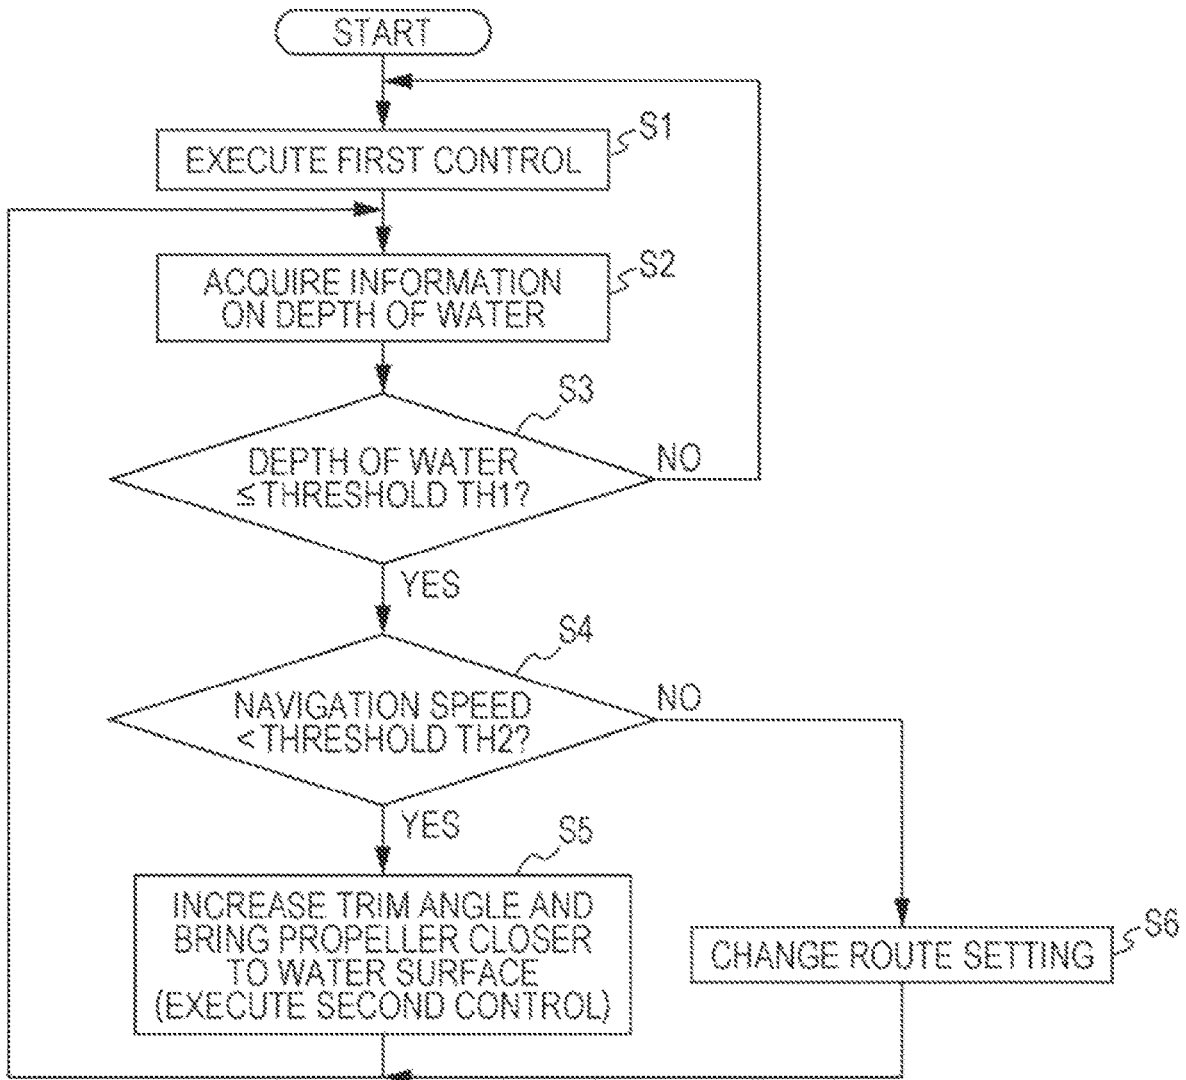 START
S1
EXECUTE FIRST CONTROL
S2
ACQUIRE INFORMATION
ON DEPTH OF WATER
S3
DEPTH OF WATER
≤ THRESHOLD TH1?
NO
YES
S4
NAVIGATION SPEED
< THRESHOLD TH2?
NO
YES
S5
INCREASE TRIM ANGLE AND
BRING PROPELLER CLOSER
TO WATER SURFACE
(EXECUTE SECOND CONTROL)
S6
CHANGE ROUTE SETTING